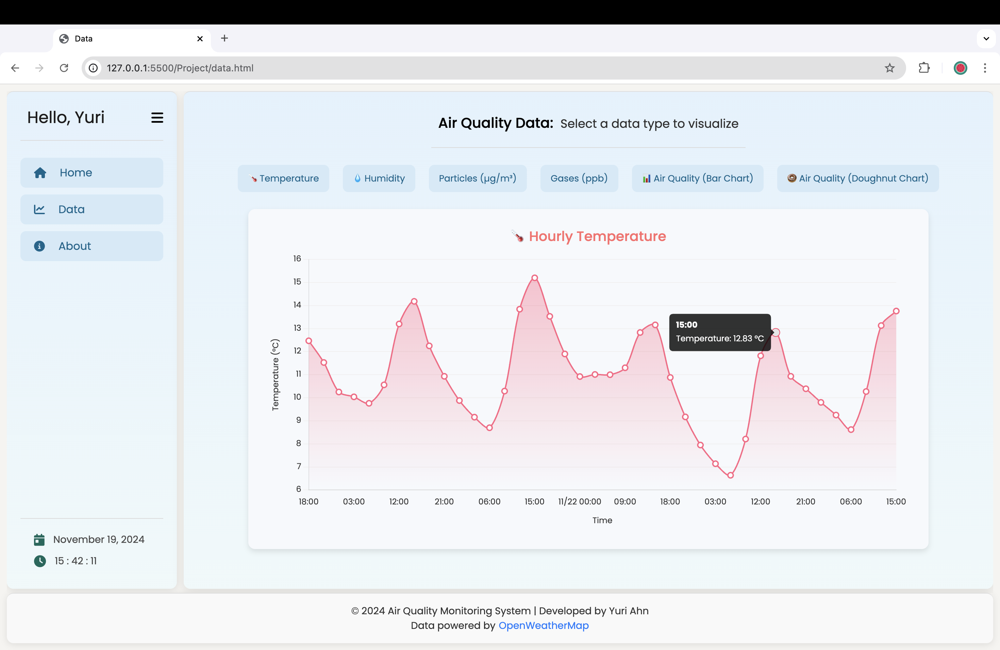 Data
127.0.0.1:5500/Project/data.html
Hello, Yuri
Home
Data
About
November 19, 2024
15 : 42 : 11
Air Quality Data: Select a data type to visualize
Temperature
Humidity
Particles (µg/m³)
Gases (ppb)
Air Quality (Bar Chart)
Air Quality (Doughnut Chart)
Hourly Temperature
Temperature (°C)
16
15
14
13
12
11
10
9
8
7
6
15:00
Temperature: 12.83 °C
18:00 03:00 12:00 21:00 06:00 15:00 11/22 00:00 09:00 18:00 03:00 12:00 21:00 06:00 15:00
Time
© 2024 Air Quality Monitoring System | Developed by Yuri Ahn
Data powered by OpenWeatherMap